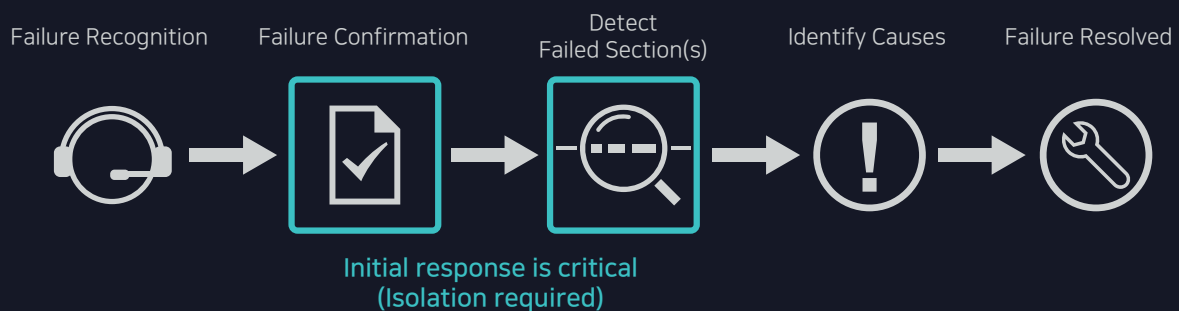 Failure Recognition
Failure Confirmation
Detect
Failed Section(s)
Identify Causes
Failure Resolved
Initial response is critical
(Isolation required)